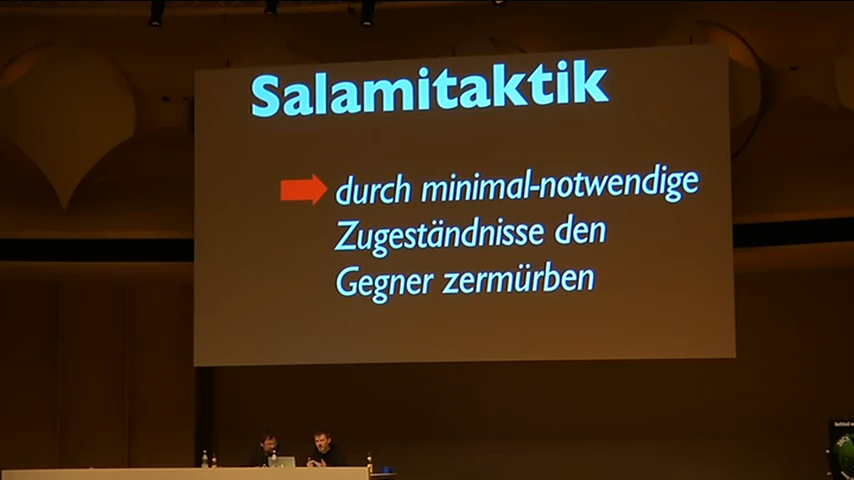 Salamitaktik
durch minimal-notwendige
Zugeständnisse den
Gegner zermürben